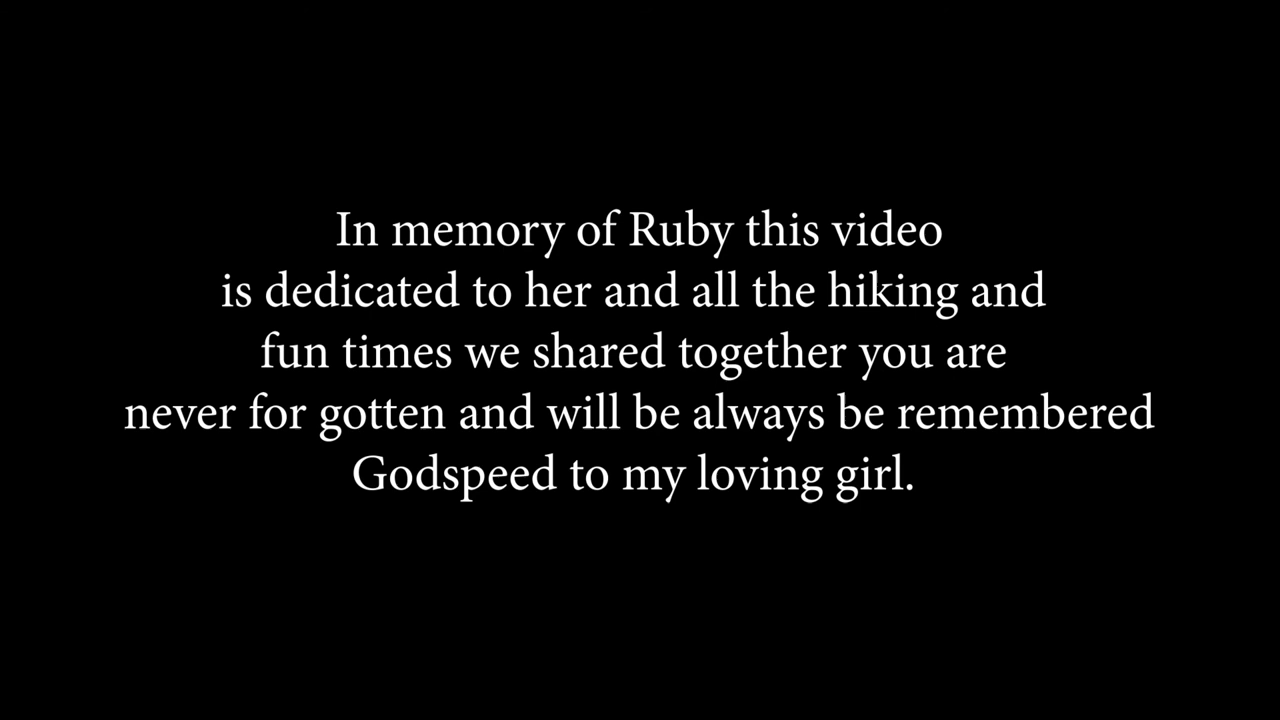 In memory of Ruby this video
is dedicated to her and all the hiking and
fun times we shared together you are
never for gotten and will be always be remembered
Godspeed to my loving girl.